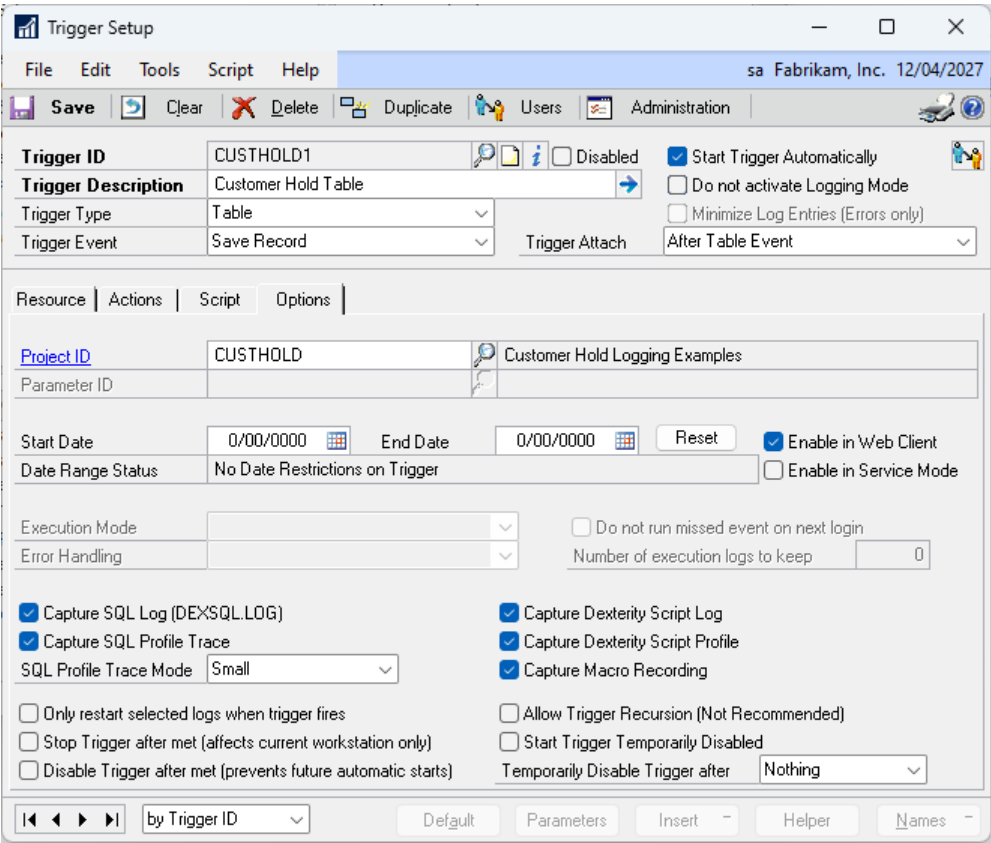 Trigger Setup
File Edit Tools Script Help sa Fabrikam, Inc. 12/04/2027
Save Clear Delete Duplicate Users Administration
Trigger ID CUSTHOLD1 Disabled Start Trigger Automatically
Trigger Description Customer Hold Table Do not activate Logging Mode
Trigger Type Table Minimize Log Entries (Errors only)
Trigger Event Save Record Trigger Attach After Table Event
Resource Actions Script Options
Project ID CUSTHOLD Customer Hold Logging Examples
Parameter ID
Start Date 0/00/0000 End Date 0/00/0000 Reset Enable in Web Client
Date Range Status No Date Restrictions on Trigger Enable in Service Mode
Execution Mode Do not run missed event on next login
Error Handling Number of execution logs to keep 0
Capture SQL Log (DEXSQL.LOG) Capture Dexterity Script Log
Capture SQL Profile Trace Capture Dexterity Script Profile
SQL Profile Trace Mode Small Capture Macro Recording
Only restart selected logs when trigger fires Allow Trigger Recursion (Not Recommended)
Stop Trigger after met (affects current workstation only) Start Trigger Temporarily Disabled
Disable Trigger after met (prevents future automatic starts) Temporarily Disable Trigger after Nothing
by Trigger ID Default Parameters Insert Helper Names